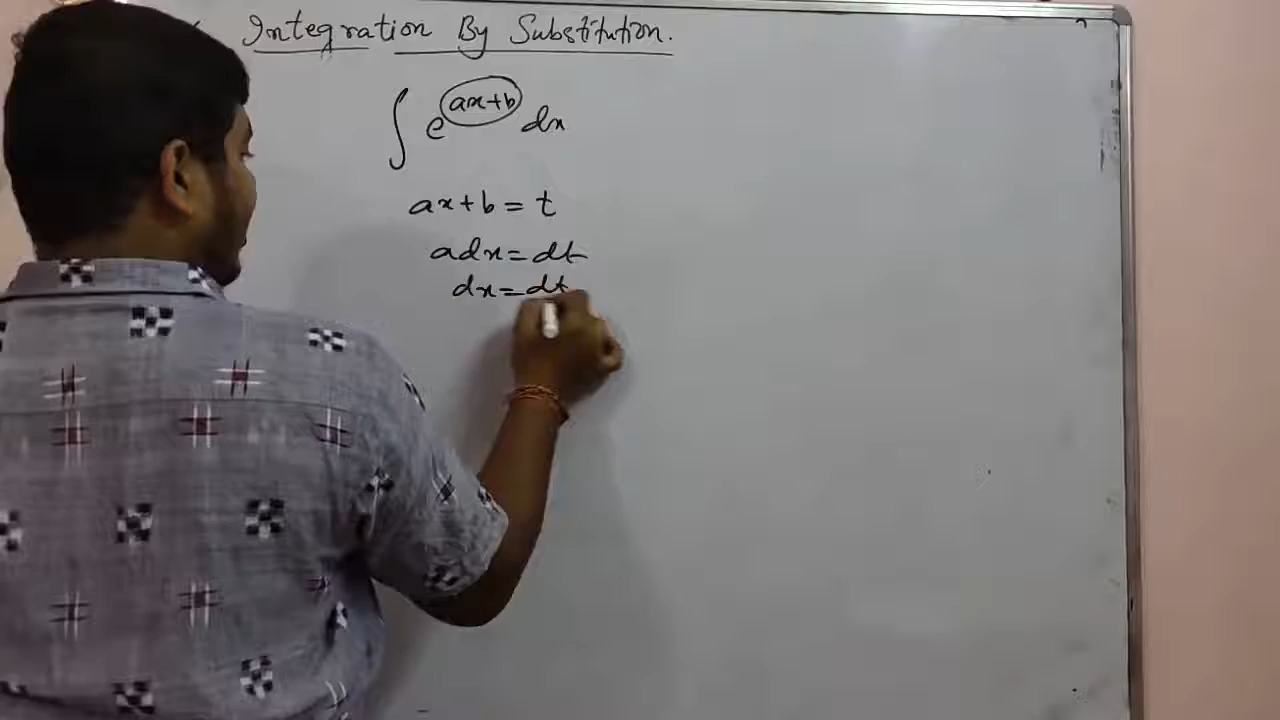 Integration By Substitution.
∫ e^(ax+b) dx
ax+b = t
adx = dt
dx = dt